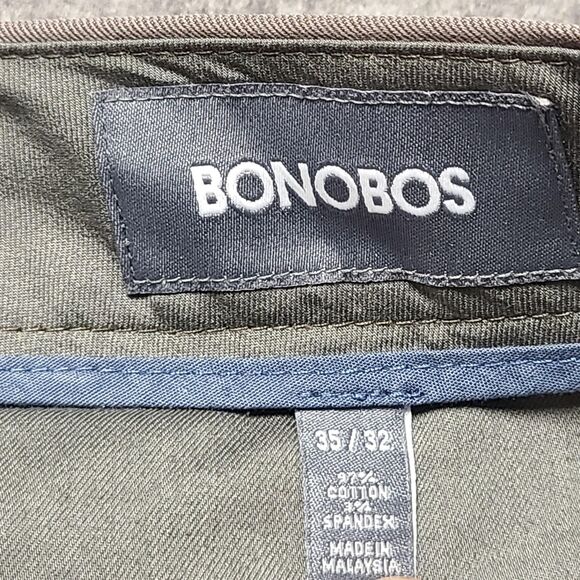 BONOBOS
35 / 32
97%
COTTON
3%
SPANDEX
MADE IN
MALAYSIA